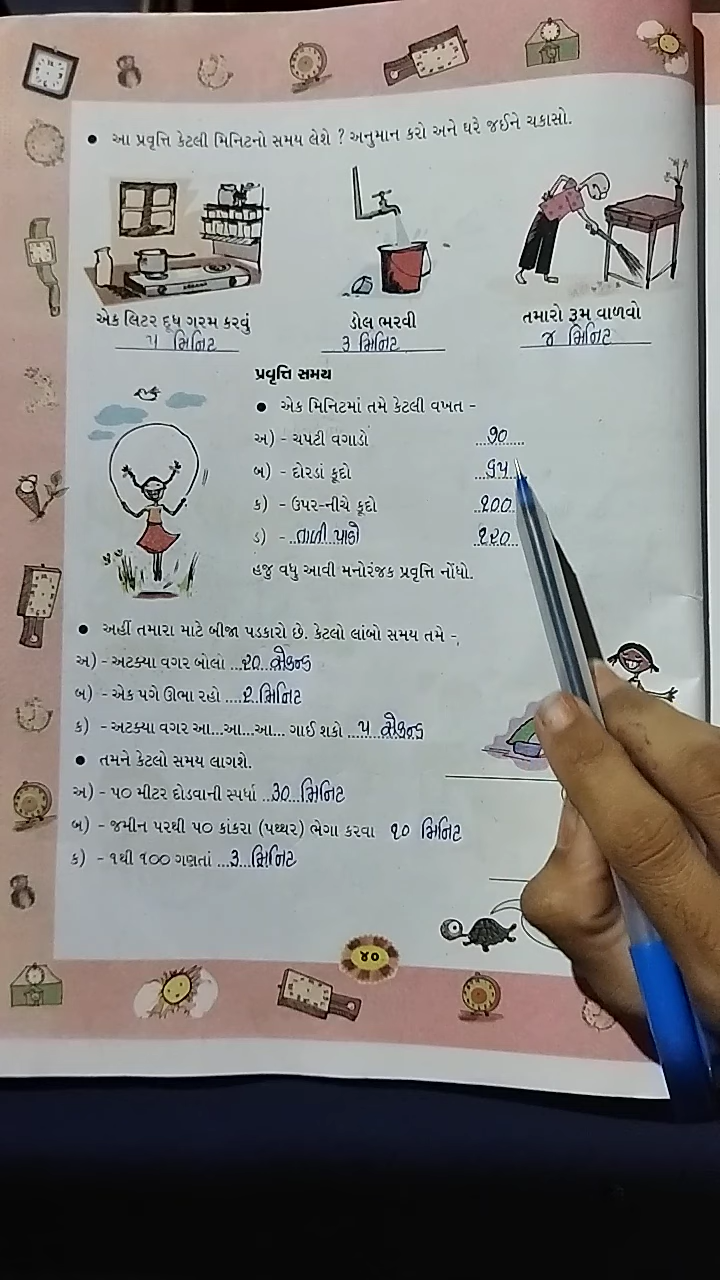 • આ પ્રવૃત્તિ કેટલી મિનિટનો સમય લેશે ? અનુમાન કરો અને ઘરે જઈને ચકાસો.
એક લિટર દૂધ ગરમ કરવું
૫ મિનિટ
ડોલ ભરવી
૩ મિનિટ
તમારો રૂમ વાળવો
૪ મિનિટ
પ્રવૃત્તિ સમય
• એક મિનિટમાં તમે કેટલી વખત –
અ) - ચપટી વગાડો ...૭૦...
બ) - દોરડાં કૂદો ...૬૫
ક) - ઉપર-નીચે કૂદો ...૧૦૦
ડ) - તાળી પાડો ...૧૨૦...
હજુ વધુ આવી મનોરંજક પ્રવૃત્તિ નોંધો.
• અહીં તમારા માટે બીજા પડકારો છે. કેટલો લાંબો સમય તમે –
અ) - અટક્યા વગર બોલો ...૨૦ સેકન્ડ
બ) - એક પગે ઊભા રહો ...૨ મિનિટ
ક) - અટક્યા વગર આ...આ...આ... ગાઈ શકો ...૫ સેકન્ડ
• તમને કેટલો સમય લાગશે.
અ) - ૫૦ મીટર દોડવાની સ્પર્ધા ...૩૦...મિનિટ
બ) - જમીન પરથી ૫૦ કાંકરા (પથ્થર) ભેગા કરવા ૧૦ મિનિટ
ક) - ૧થી ૧૦૦ ગણતાં ...૩...મિનિટ
૪૦